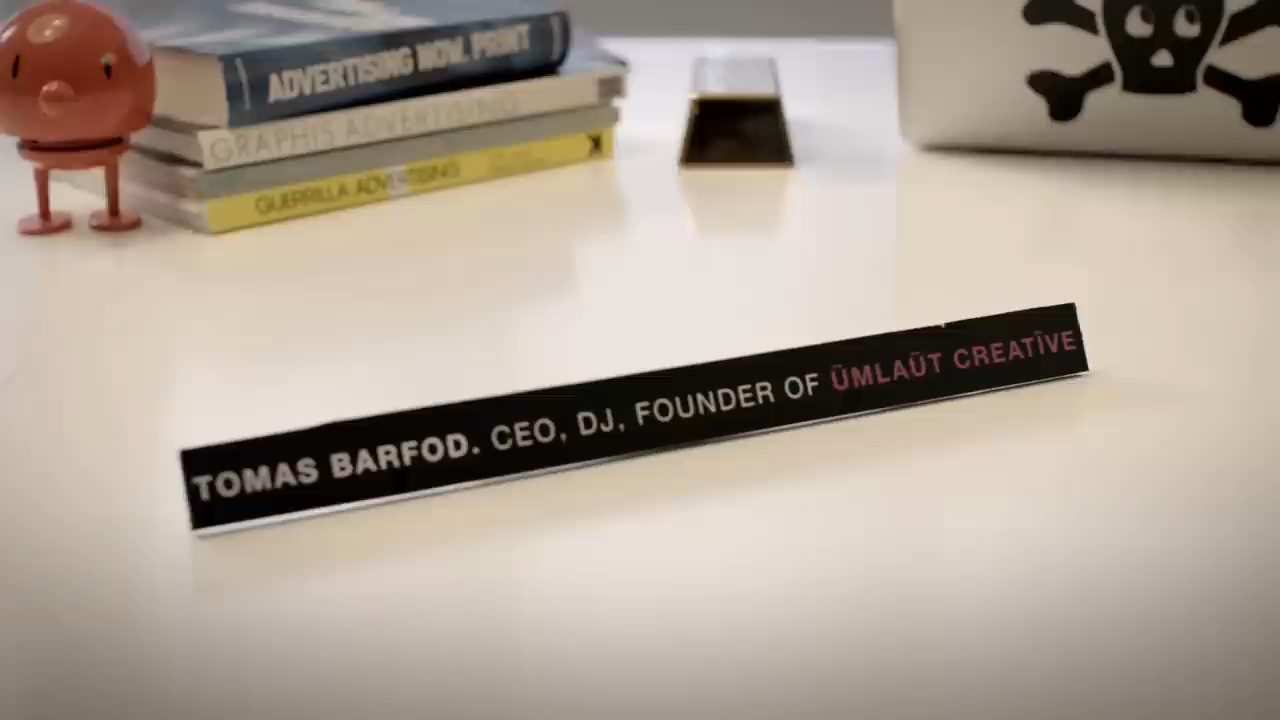 ADVERTISING NOW. PRINT
GRAPHIS ADVERTISING
GUERRILLA ADVERTISING
TOMAS BARFOD. CEO, DJ, FOUNDER OF ÜMLAÜT CREATÏVE